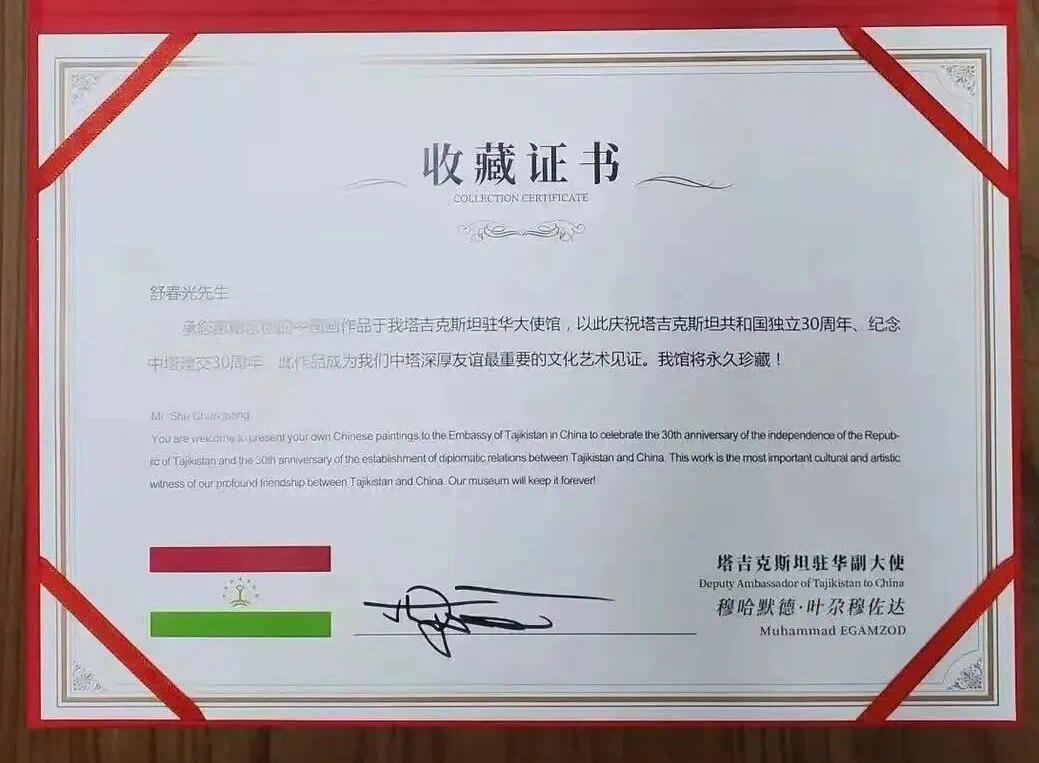 收藏证书
COLLECTION CERTIFICATE
舒春光先生
承您 的中国画作品于我塔吉克斯坦驻华大使馆，以此庆祝塔吉克斯坦共和国独立30周年、纪念
中塔建交30周年 此作品成为我们中塔深厚友谊最重要的文化艺术见证。我馆将永久珍藏！
Mr. Shu Chunguang
You are welcome to present your own Chinese paintings to the Embassy of Tajikistan in China to celebrate the 30th anniversary of the independence of the Repub-
ic of Tajikistan and the 30th anniversary of the establishment of diplomatic relations between Tajikistan and China. This work is the most important cultural and artistic
witness of our profound friendship between Tajikistan and China. Our museum will keep it forever!
塔吉克斯坦驻华副大使
Deputy Ambassador of Tajikistan to China
穆哈默德·叶尕穆佐达
Muhammad EGAMZOD